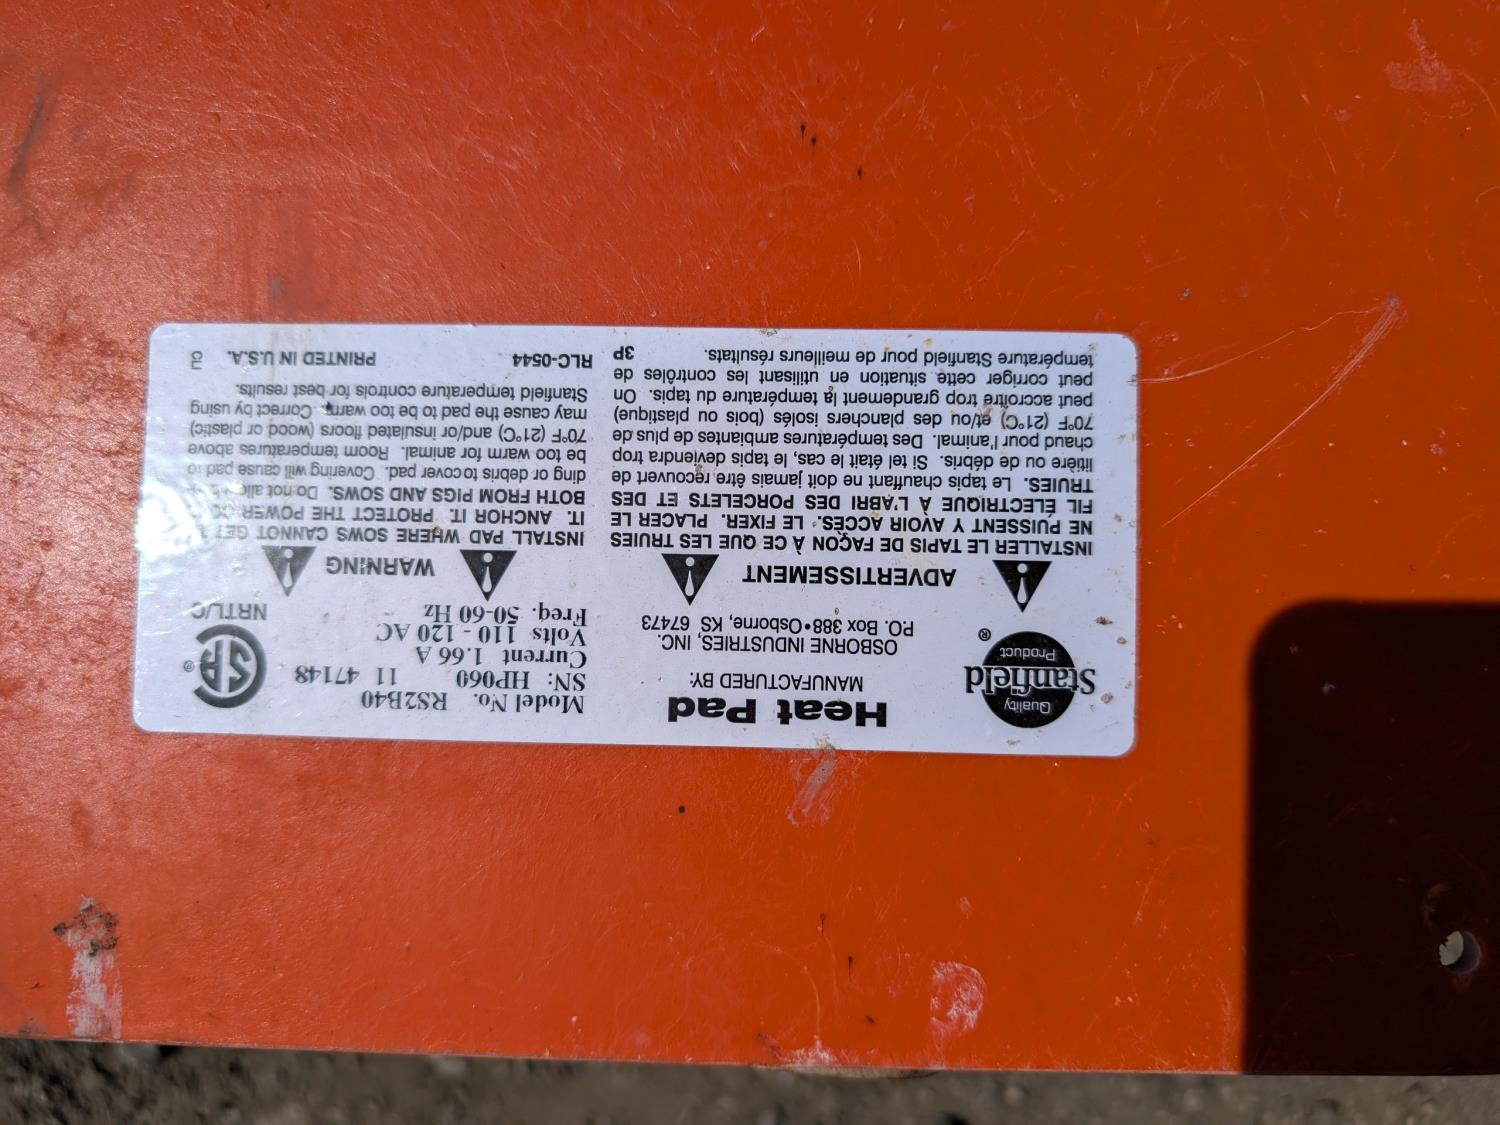 Quality
Stanfield®
Product
Heat Pad
MANUFACTURED BY:
OSBORNE INDUSTRIES, INC.
P.O. Box 388•Osborne, KS 67473
Model No. RS2B40
SN: HP060 11 47148
Current 1.66 A
Volts 110 - 120 AC
Freq. 50-60 Hz
SA®
NRTL/C
ADVERTISSEMENT
INSTALLER LE TAPIS DE FAÇON À CE QUE LES TRUIES
NE PUISSENT Y AVOIR ACCÈS. LE FIXER. PLACER LE
FIL ÉLECTRIQUE À L'ABRI DES PORCELETS ET DES
TRUIES. Le tapis chauffant ne doit jamais être recouvert de
litière ou de débris. Si tel était le cas, le tapis deviendra trop
chaud pour l'animal. Des températures ambiantes de plus de
70°F (21°C) et/ou des planchers isolés (bois ou plastique)
peut accroître trop grandement la température du tapis. On
peut corriger cette situation en utilisant les contrôles de
température Stanfield pour de meilleurs résultats. 3P
WARNING
INSTALL PAD WHERE SOWS CANNOT GET
IT. ANCHOR IT. PROTECT THE POWER
BOTH FROM PIGS AND SOWS. Do not allow
ding or debris to cover pad. Covering will cause pad to
be too warm for animal. Room temperatures above
70°F (21°C) and/or insulated floors (wood or plastic)
may cause the pad to be too warm. Correct by using
Stanfield temperature controls for best results.
RLC-0544 PRINTED IN U.S.A.